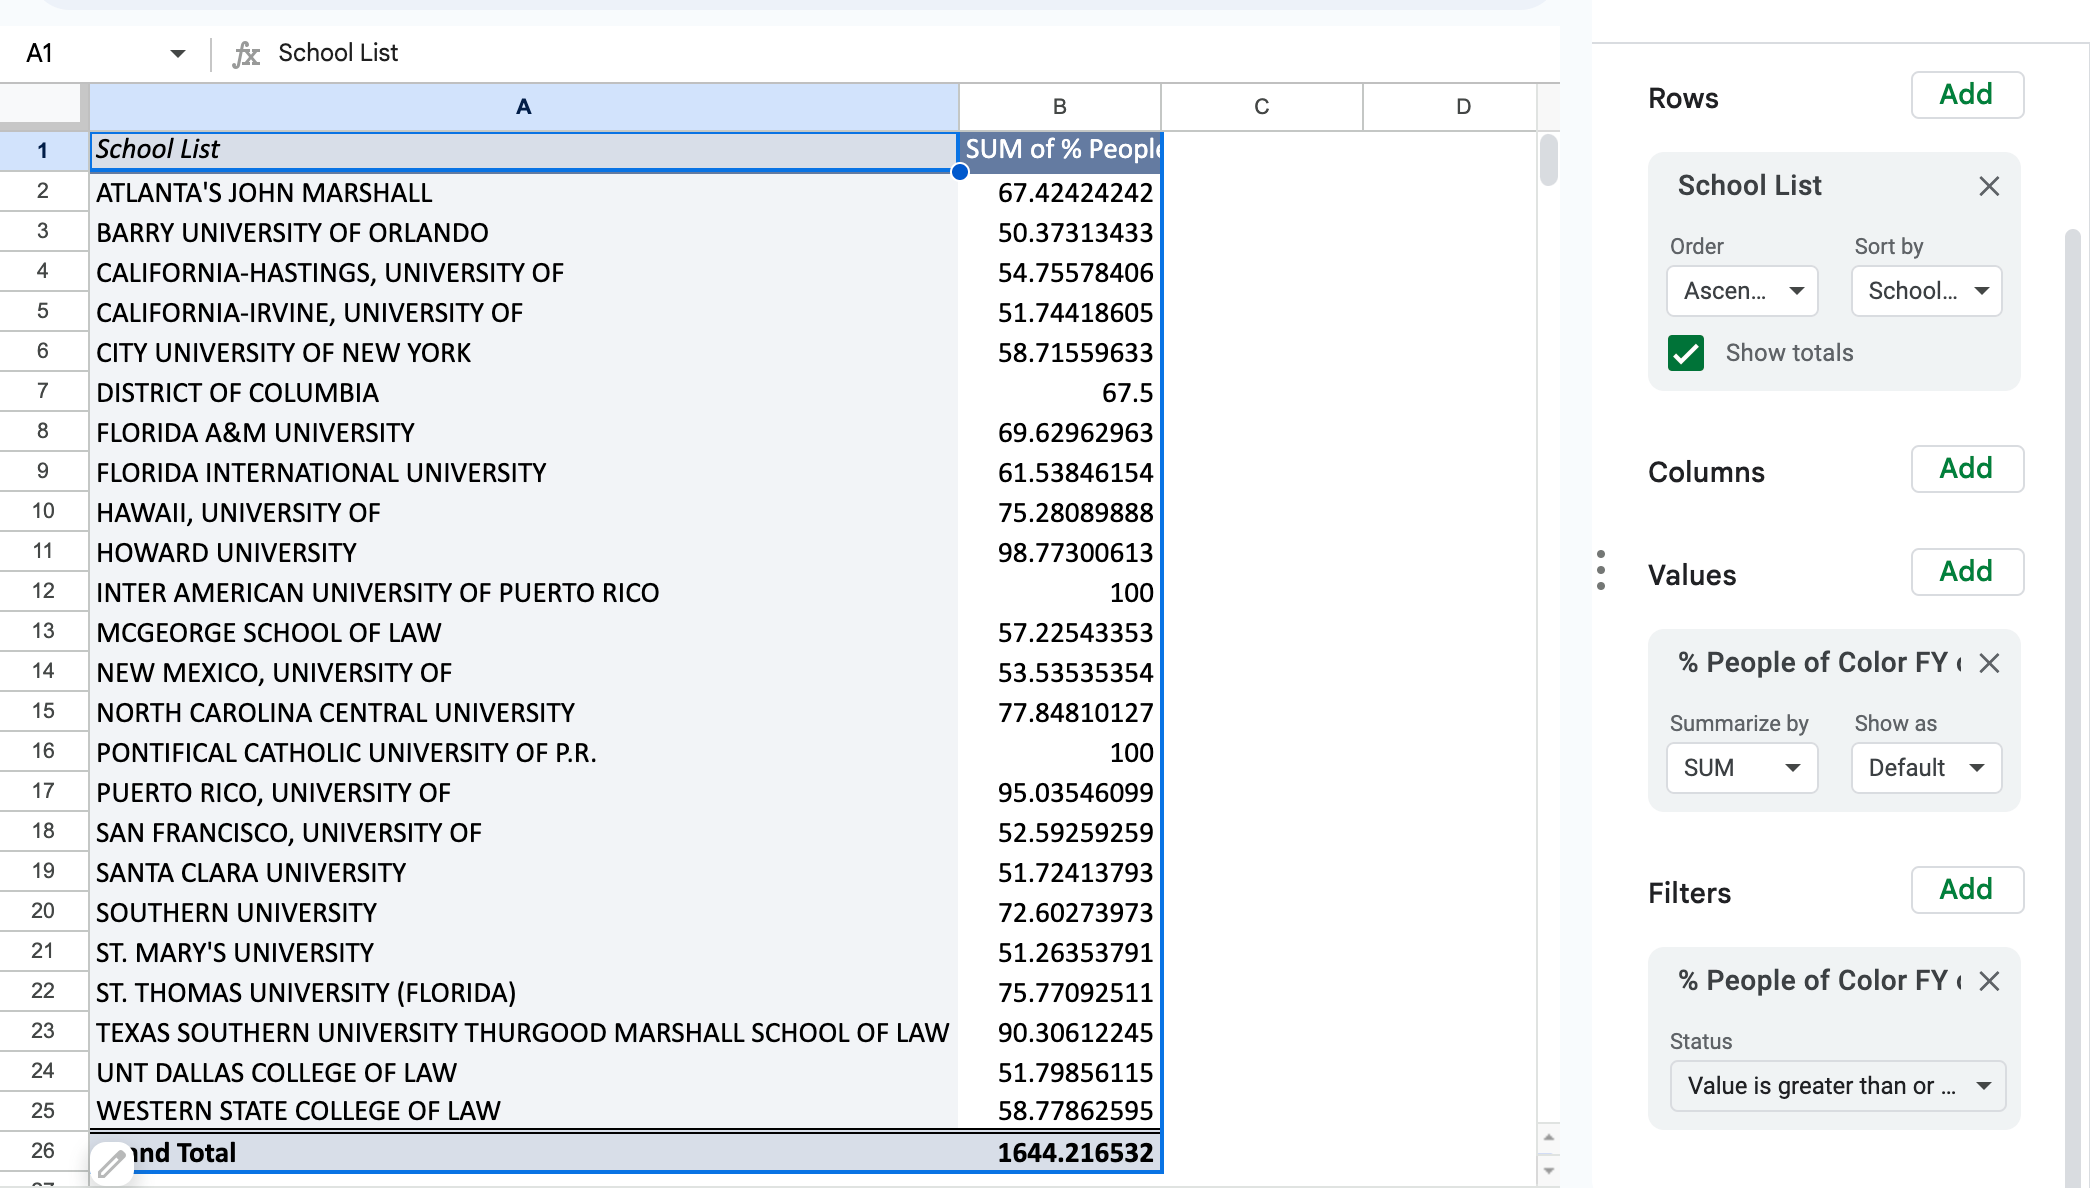 A1 fx School List
A B C D
1 School List SUM of % People
2 ATLANTA'S JOHN MARSHALL 67.42424242
3 BARRY UNIVERSITY OF ORLANDO 50.37313433
4 CALIFORNIA-HASTINGS, UNIVERSITY OF 54.75578406
5 CALIFORNIA-IRVINE, UNIVERSITY OF 51.74418605
6 CITY UNIVERSITY OF NEW YORK 58.71559633
7 DISTRICT OF COLUMBIA 67.5
8 FLORIDA A&M UNIVERSITY 69.62962963
9 FLORIDA INTERNATIONAL UNIVERSITY 61.53846154
10 HAWAII, UNIVERSITY OF 75.28089888
11 HOWARD UNIVERSITY 98.77300613
12 INTER AMERICAN UNIVERSITY OF PUERTO RICO 100
13 MCGEORGE SCHOOL OF LAW 57.22543353
14 NEW MEXICO, UNIVERSITY OF 53.53535354
15 NORTH CAROLINA CENTRAL UNIVERSITY 77.84810127
16 PONTIFICAL CATHOLIC UNIVERSITY OF P.R. 100
17 PUERTO RICO, UNIVERSITY OF 95.03546099
18 SAN FRANCISCO, UNIVERSITY OF 52.59259259
19 SANTA CLARA UNIVERSITY 51.72413793
20 SOUTHERN UNIVERSITY 72.60273973
21 ST. MARY'S UNIVERSITY 51.26353791
22 ST. THOMAS UNIVERSITY (FLORIDA) 75.77092511
23 TEXAS SOUTHERN UNIVERSITY THURGOOD MARSHALL SCHOOL OF LAW 90.30612245
24 UNT DALLAS COLLEGE OF LAW 51.79856115
25 WESTERN STATE COLLEGE OF LAW 58.77862595
26 nd Total 1644.216532
Rows Add
School List
Order Sort by
Ascen... School...
Show totals
Columns Add
Values Add
% People of Color FY
Summarize by Show as
SUM Default
Filters Add
% People of Color FY
Status
Value is greater than or ...